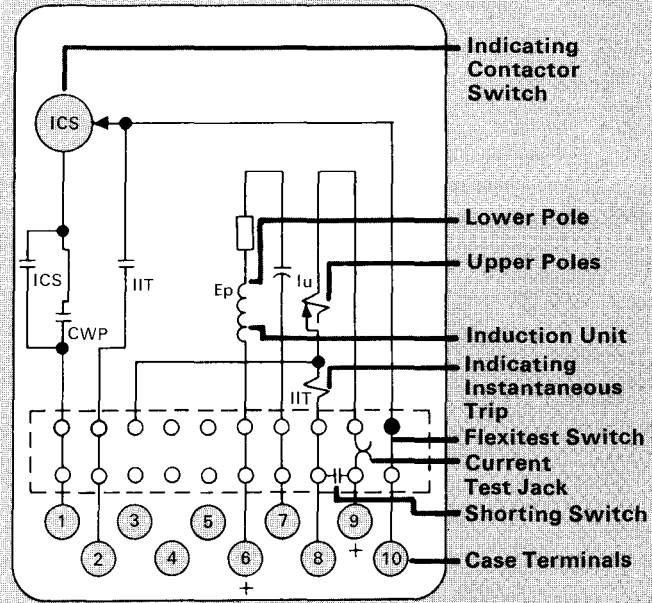 Indicating
Contactor
Switch
ICS
Lower Pole
Upper Poles
ICS
IIT
Ep
Iu
CWP
Induction Unit
Indicating
Instantaneous
Trip
IIT
Flexitest Switch
Current
Test Jack
Shorting Switch
1
3
5
7
9
2
4
6
8
10
+
+
Case Terminals